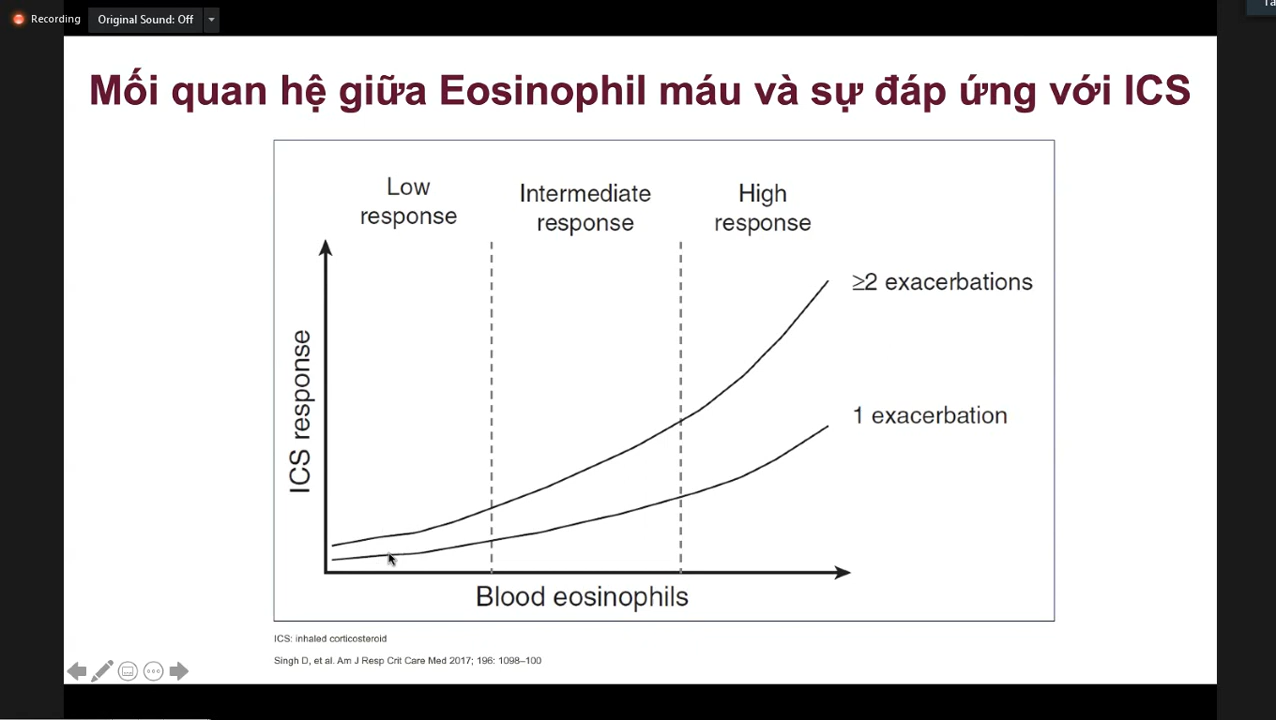 Recording
Original Sound: Off
Ta
Mối quan hệ giữa Eosinophil máu và sự đáp ứng với ICS
Low
response
Intermediate
response
High
response
≥2 exacerbations
1 exacerbation
ICS response
Blood eosinophils
ICS: inhaled corticosteroid
Singh D, et al. Am J Resp Crit Care Med 2017; 196: 1098–100